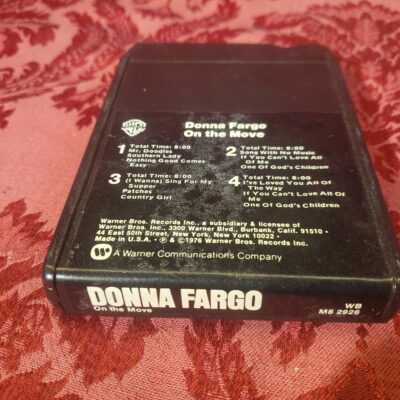 Donna Fargo
On the Move
1 Total Time: 8:00
Mr. Doodles
Southern Lady
Nothing Good Comes
Easy
2 Total Time: 8:00
Song With No Music
If You Can't Love All
Of Me
One Of God's Children
3 Total Time: 8:00
(I Wanna) Sing For My
Supper
Patches
Country Girl
4 Total Time: 8:00
I've Loved You All Of
The Way
If You Can't Love All Of
Me
One Of God's Children
Warner Bros. Records Inc., a subsidiary & licensee of
Warner Bros. Inc., 3300 Warner Blvd., Burbank, Calif. 91510 •
44 East 50th Street, New York, New York 10022 •
Made in U.S.A. • ℗ & © 1976 Warner Bros. Records Inc.
A Warner Communications Company
DONNA FARGO
On the Move
WB
M8 2926